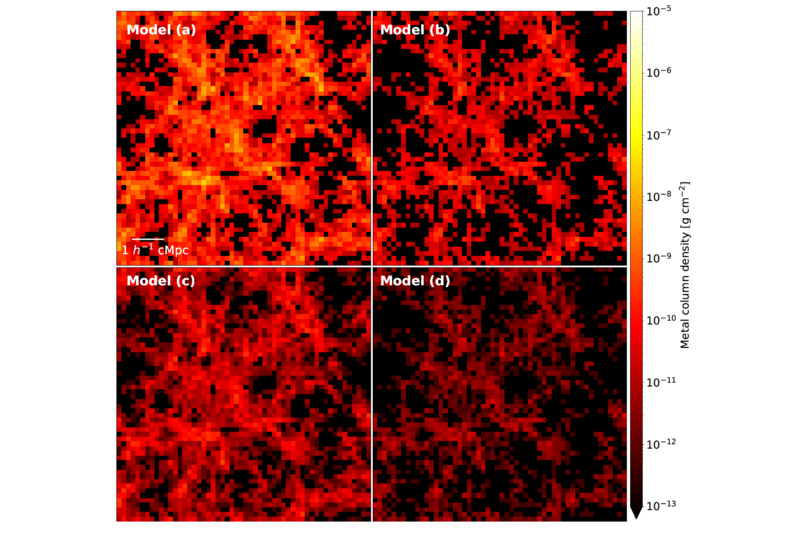 Model (a)
Model (b)
1 h⁻¹ cMpc
Model (c)
Model (d)
10⁻⁵
10⁻⁶
10⁻⁷
10⁻⁸
10⁻⁹
10⁻¹⁰
10⁻¹¹
10⁻¹²
10⁻¹³
Metal column density [g cm⁻²]